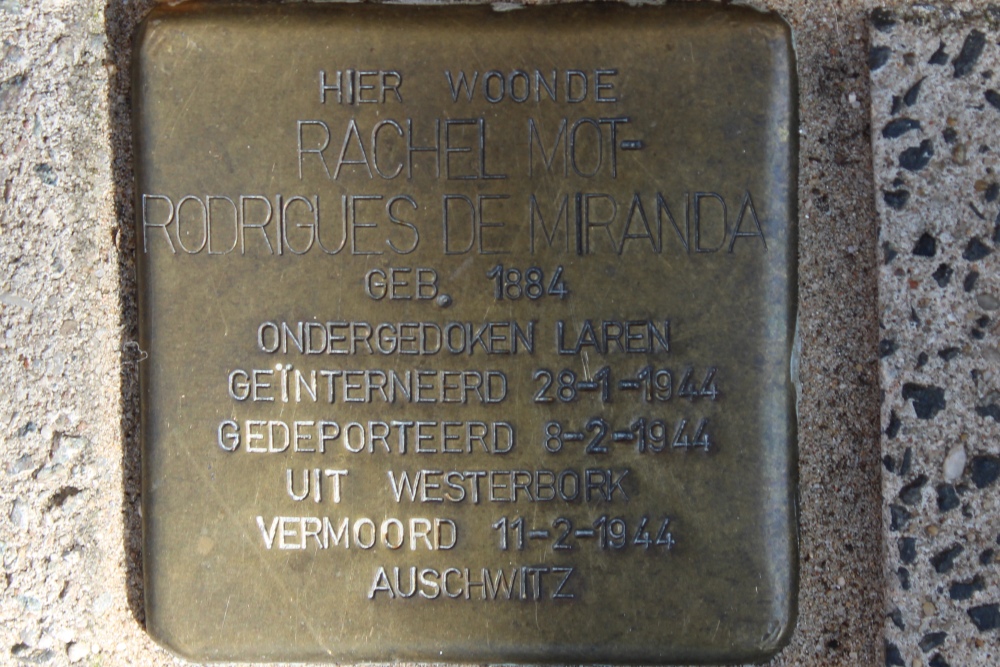 HIER WOONDE
RACHEL MOT-
RODRIGUES DE MIRANDA
GEB. 1884
ONDERGEDOKEN LAREN
GEÏNTERNEERD 28-1-1944
GEDEPORTEERD 8-2-1944
UIT WESTERBORK
VERMOORD 11-2-1944
AUSCHWITZ